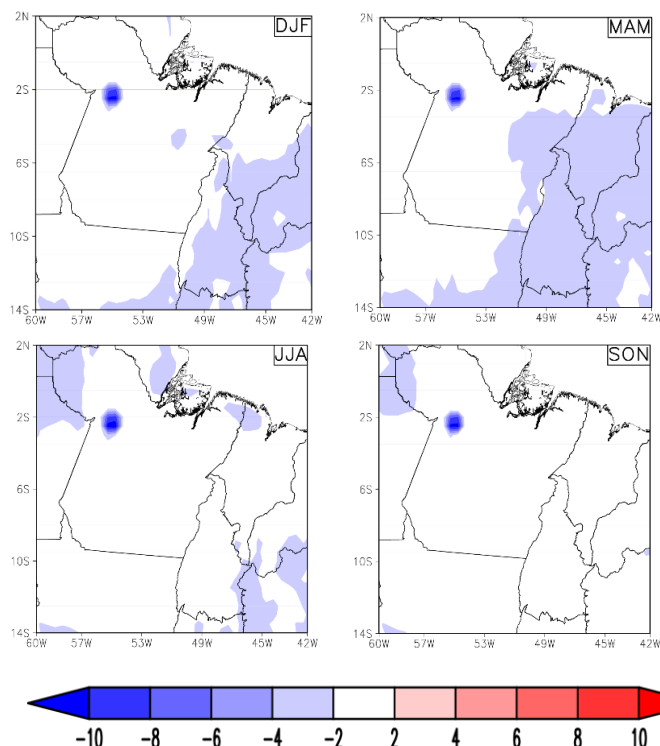 2N DJF 2N MAM
2S 2S
6S 6S
10S 10S
14S 14S
60W 57W 53W 49W 45W 42W 60W 57W 53W 49W 45W 42W
2N JJA 2N SON
2S 2S
6S 6S
10S 10S
14S 14S
60W 57W 53W 49W 45W 42W 60W 57W 53W 49W 45W 42W
-10 -8 -6 -4 -2 2 4 6 8 10